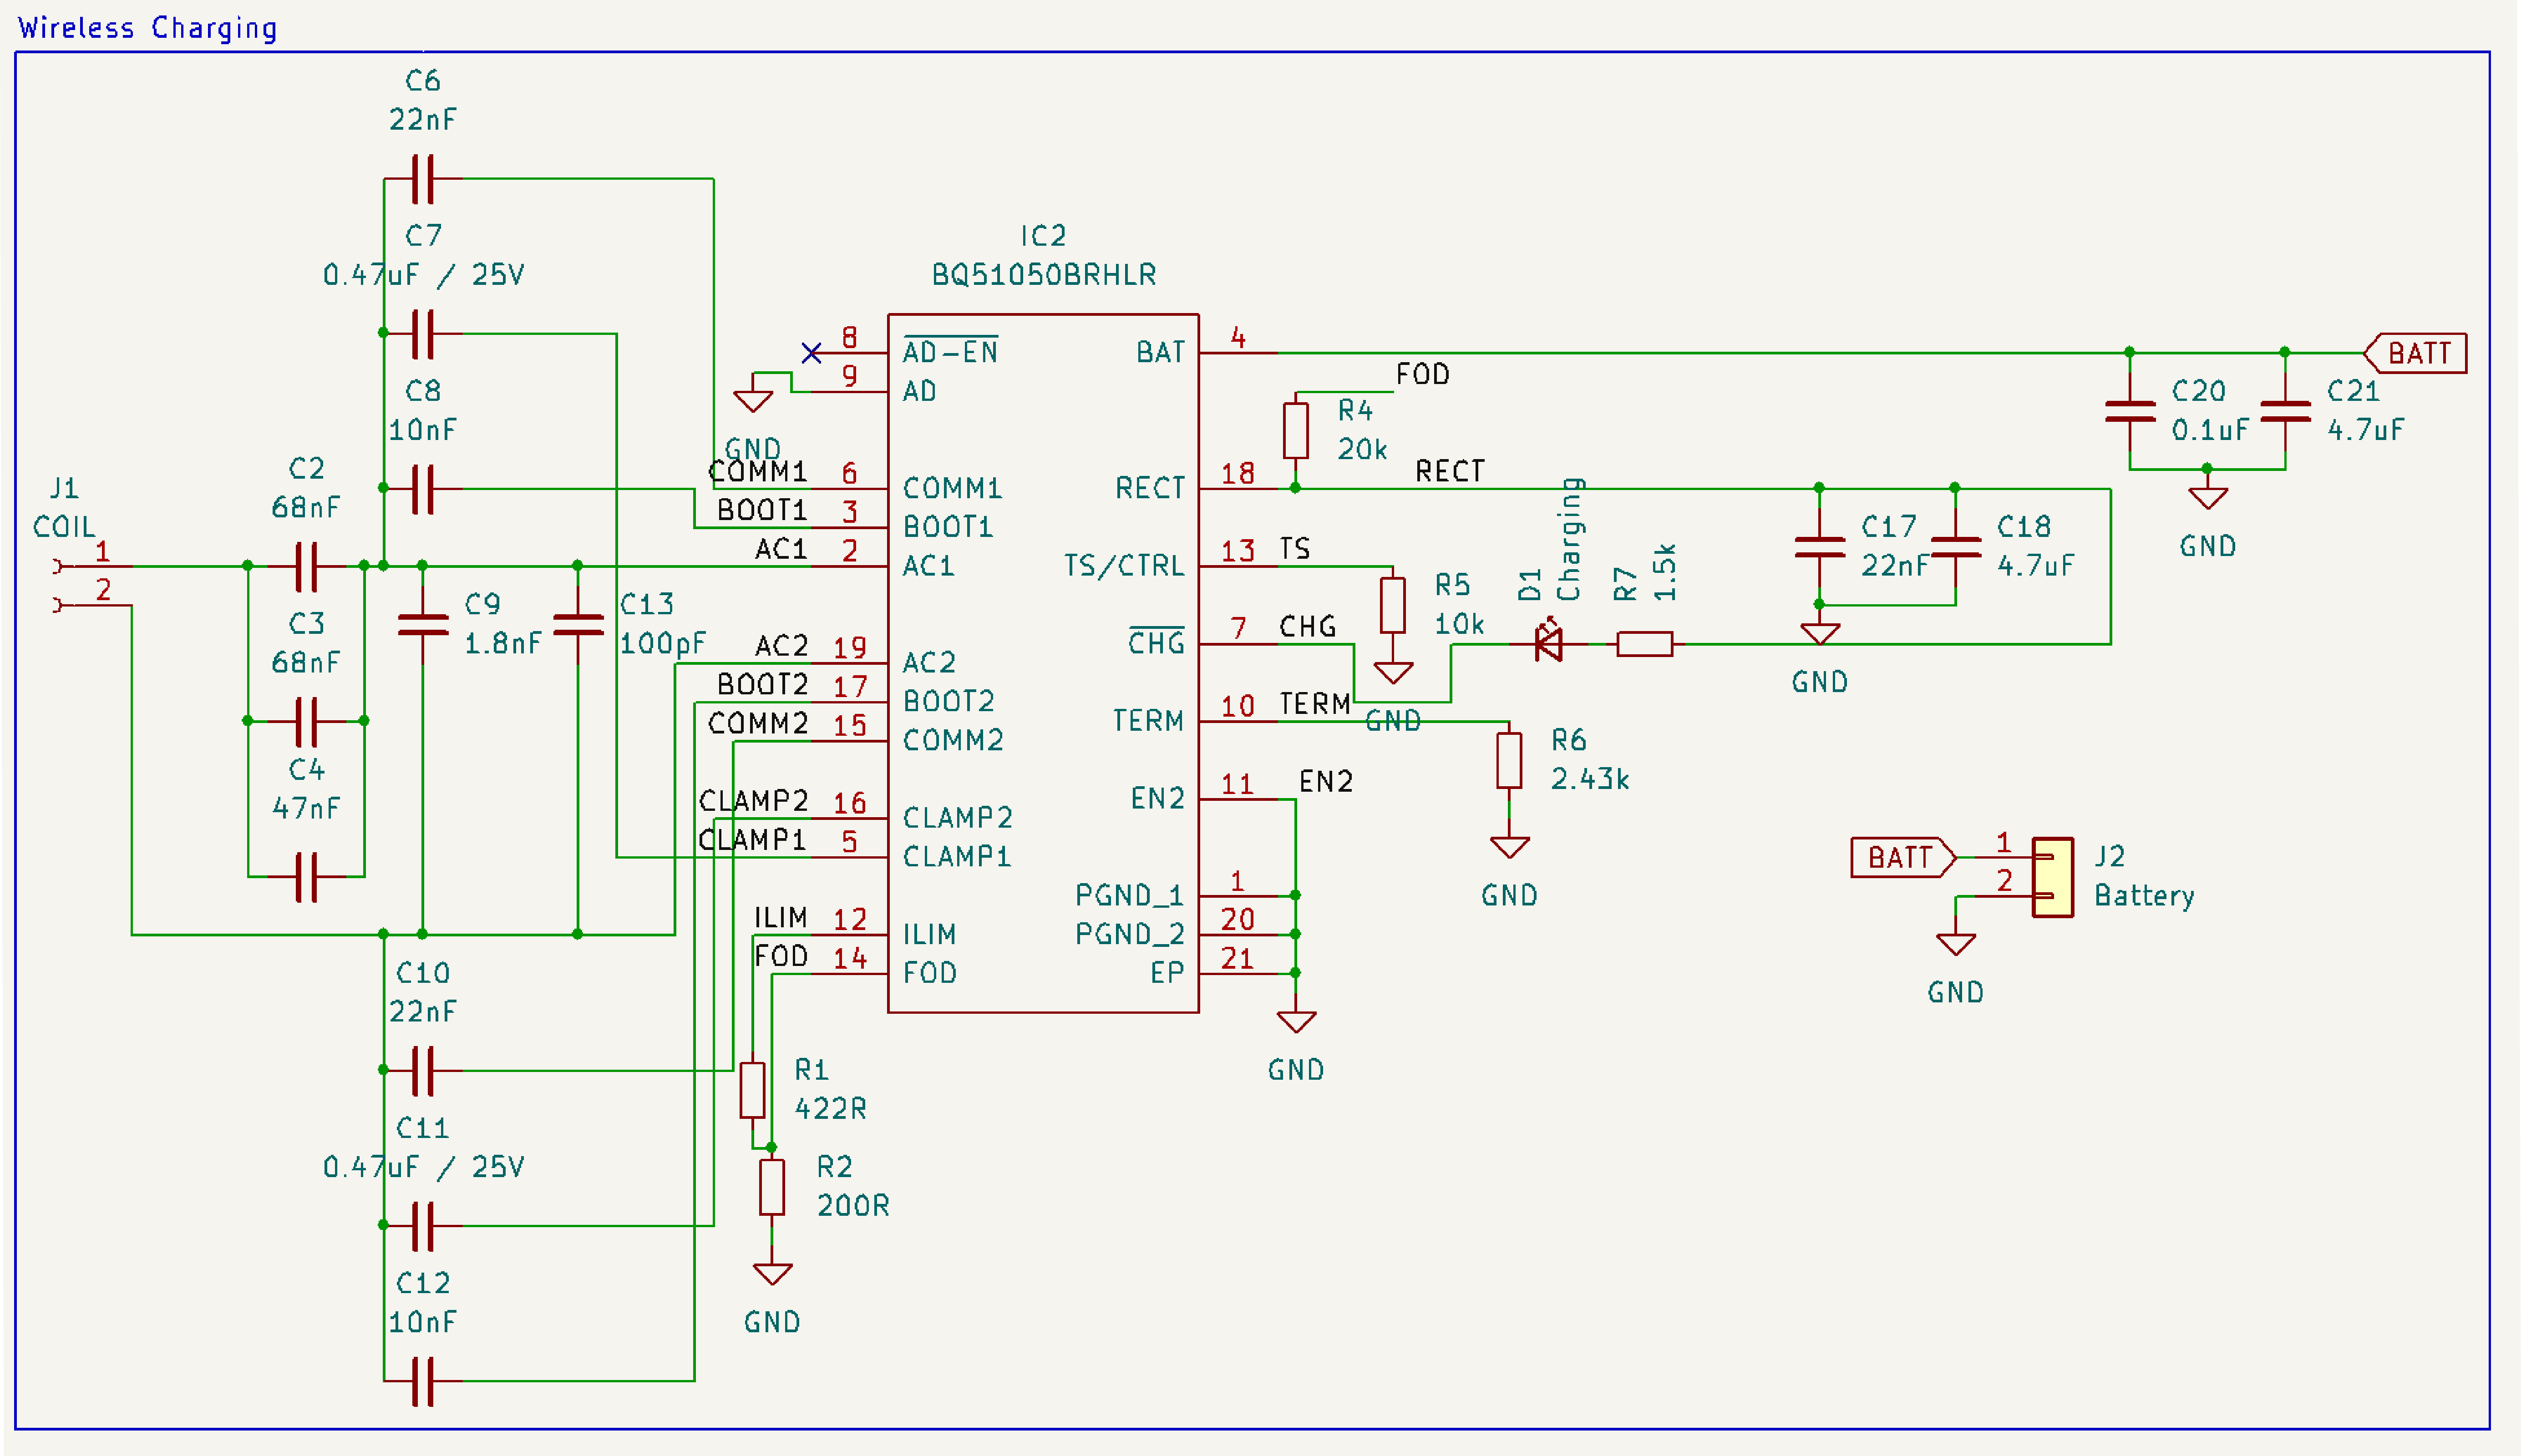 Wireless Charging
C6
22nF
C7
0.47uF / 25V
C8
10nF
C2
68nF
J1
COIL
1
2
C3
68nF
C4
47nF
C9
1.8nF
C13
100pF
C10
22nF
C11
0.47uF / 25V
C12
10nF
IC2
BQ51050BRHLR
8 AD-EN
9 AD
GND
COMM1 6 COMM1
BOOT1 3 BOOT1
AC1 2 AC1
AC2 19 AC2
BOOT2 17 BOOT2
COMM2 15 COMM2
CLAMP2 16 CLAMP2
CLAMP1 5 CLAMP1
ILIM 12 ILIM
FOD 14 FOD
R1
422R
R2
200R
GND
BAT 4
FOD
R4
20k
RECT 18 RECT
TS/CTRL 13 TS
R5
10k
GND
CHG 7 CHG
D1
Charging
R7
1.5k
TERM 10 TERM
R6
2.43k
GND
EN2 11 EN2
PGND_1 1
PGND_2 20
EP 21
GND
C17
22nF
C18
4.7uF
GND
BATT
C20
0.1uF
C21
4.7uF
GND
BATT
1
2
J2
Battery
GND